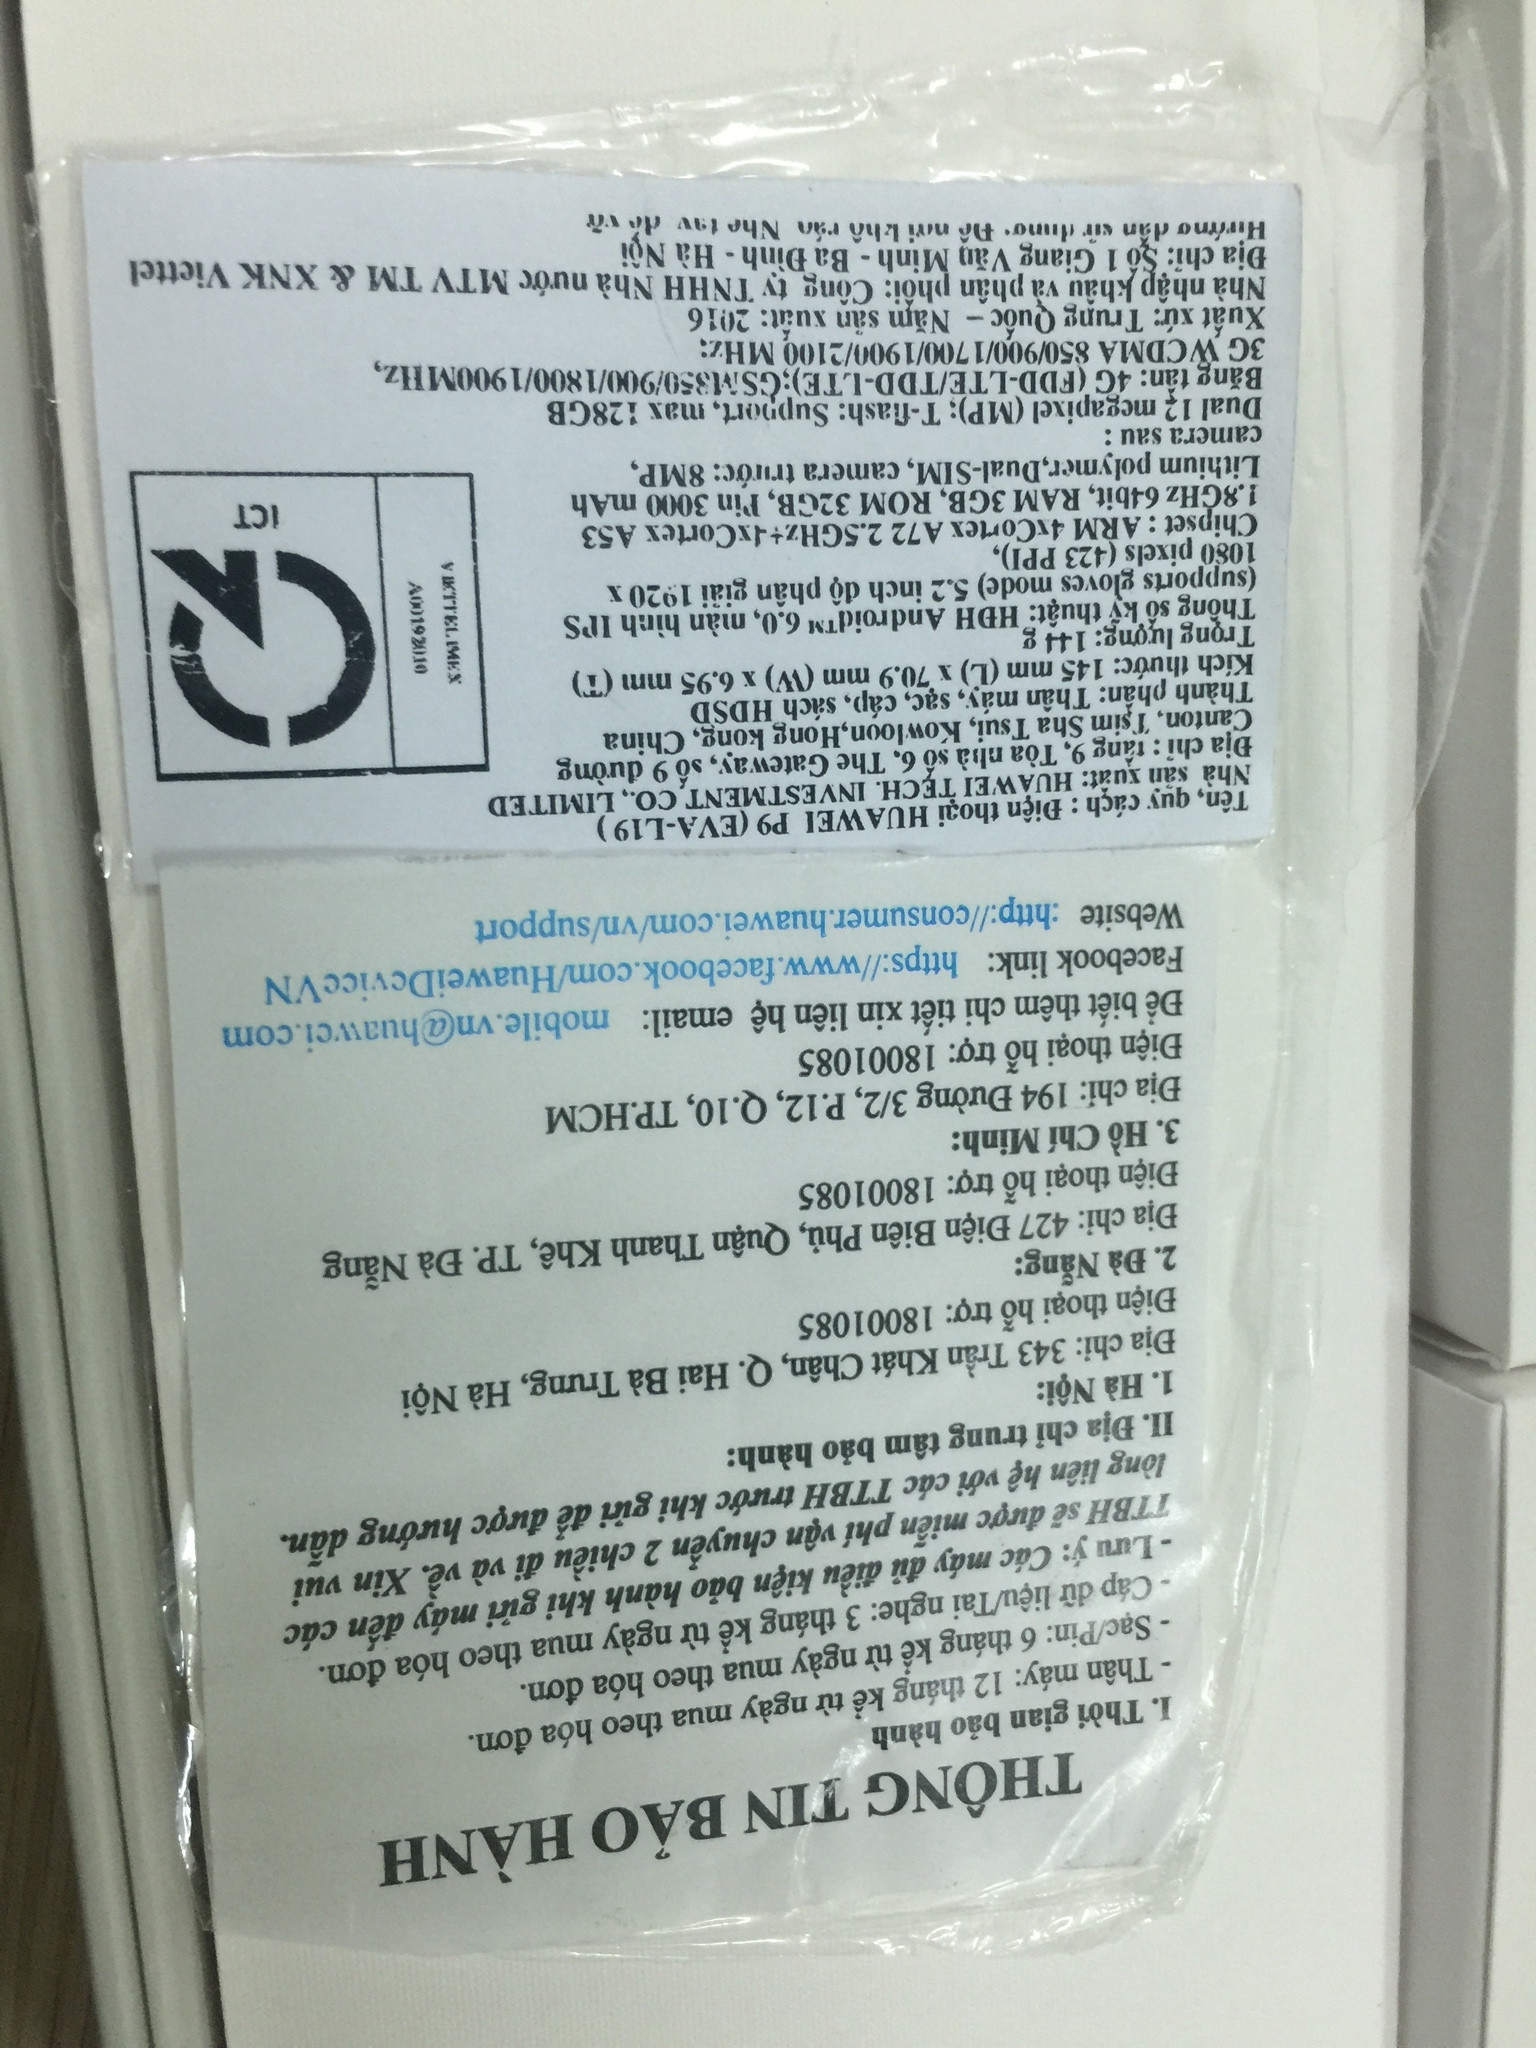 THÔNG TIN BẢO HÀNH
I. Thời gian bảo hành
- Thân máy: 12 tháng kể từ ngày mua theo hóa đơn.
- Sạc/Pin: 6 tháng kể từ ngày mua theo hóa đơn.
- Cáp dữ liệu/Tai nghe: 3 tháng kể từ ngày mua theo hóa đơn.
- Lưu ý: Các máy đủ điều kiện bảo hành khi gửi máy đến các
TTBH sẽ được miễn phí vận chuyển 2 chiều đi và về. Xin vui
lòng liên hệ với các TTBH trước khi gửi để được hướng dẫn.
II. Địa chỉ trung tâm bảo hành:
1. Hà Nội:
Địa chỉ: 343 Trần Khát Chân, Q. Hai Bà Trưng, Hà Nội
Điện thoại hỗ trợ: 18001085
2. Đà Nẵng:
Địa chỉ: 427 Điện Biên Phủ, Quận Thanh Khê, TP. Đà Nẵng
Điện thoại hỗ trợ: 18001085
3. Hồ Chí Minh:
Địa chỉ: 194 Đường 3/2, P.12, Q.10, TP.HCM
Điện thoại hỗ trợ: 18001085
Để biết thêm chi tiết xin liên hệ email: mobile.vn@huawei.com
Facebook link: https://www.facebook.com/HuaweiDeviceVN
Website :http://consumer.huawei.com/vn/support
Tên, quy cách : Điện thoại HUAWEI P9 (EVA-L19)
Nhà sản xuất: HUAWEI TECH. INVESTMENT CO., LIMITED
Địa chỉ : tầng 9, Tòa nhà số 6, The Gateway, số 9 đường
Canton, Tsim Sha Tsui, Kowloon,Hong kong, China
Thành phần: Thân máy, sạc, cáp, sách HDSD
Kích thước: 145 mm (L) x 70.9 mm (W) x 6.95 mm (T)
Trọng lượng: 144 g
Thông số kỹ thuật: HĐH Android™ 6.0, màn hình IPS
(supports gloves mode) 5.2 inch độ phân giải 1920 x
1080 pixels (423 PPI),
Chipset : ARM 4xCortex A72 2.5GHz+4xCortex A53
1.8GHz 64bit, RAM 3GB, ROM 32GB, Pin 3000 mAh
Lithium polymer,Dual-SIM, camera trước: 8MP,
camera sau :
Dual 12 megapixel (MP); T-flash: Support, max 128GB
Băng tần: 4G (FDD-LTE/TDD-LTE);GSM850/900/1800/1900MHz,
3G WCDMA 850/900/1700/1900/2100 MHz;
Xuất xứ: Trung Quốc – Năm sản xuất: 2016
Nhà nhập khẩu và phân phối: Công ty TNHH Nhà nước MTV TM & XNK Viettel
Địa chỉ: Số 1 Giang Văn Minh - Ba Đình - Hà Nội
Hướng dẫn sử dụng: Để nơi khô ráo, Nhẹ tay, dễ vỡ
VIETTELIMEX
A00192010
ICT